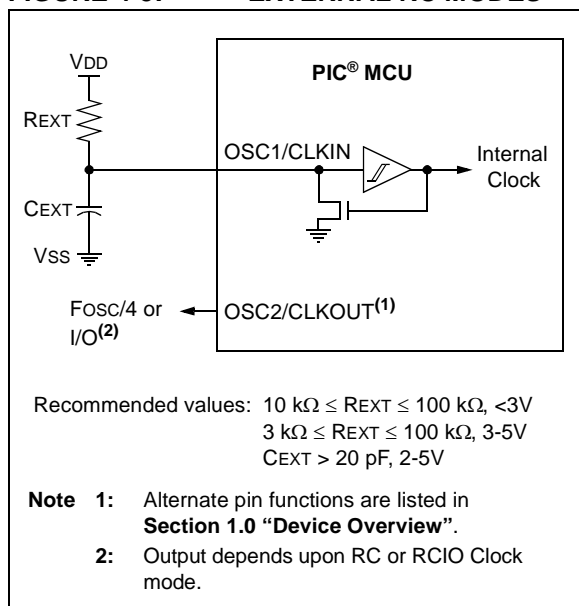 VDD
PIC® MCU
REXT
OSC1/CLKIN
Internal
Clock
CEXT
VSS
FOSC/4 or
I/O(2)
OSC2/CLKOUT(1)
Recommended values: 10 kΩ ≤ REXT ≤ 100 kΩ, <3V
3 kΩ ≤ REXT ≤ 100 kΩ, 3-5V
CEXT > 20 pF, 2-5V
Note 1: Alternate pin functions are listed in
Section 1.0 “Device Overview”.
2: Output depends upon RC or RCIO Clock
mode.